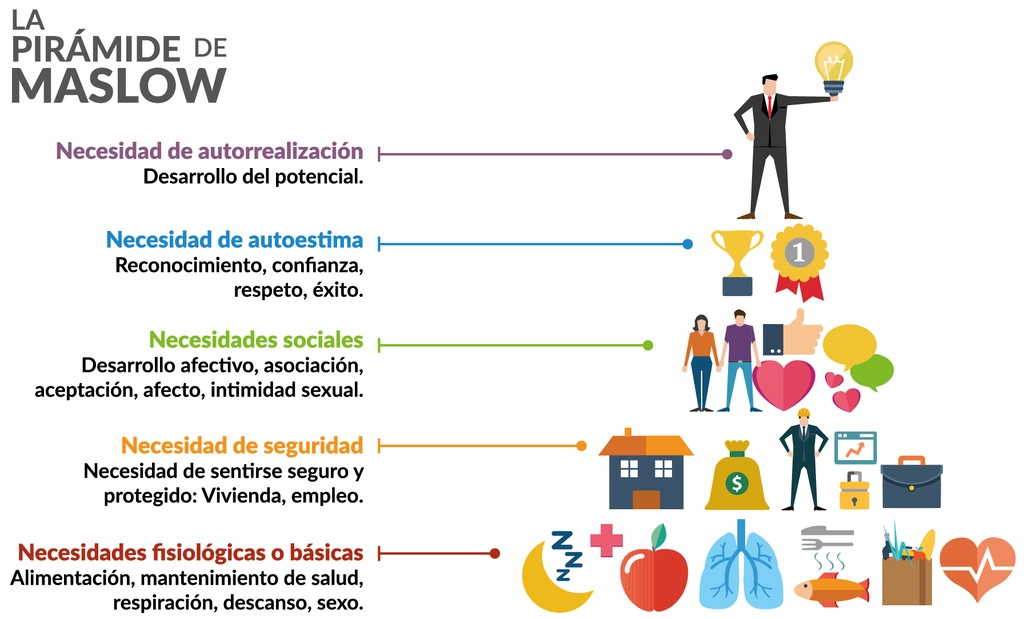 LA
PIRÁMIDE DE
MASLOW
Necesidad de autorrealización
Desarrollo del potencial.
Necesidad de autoestima
Reconocimiento, confianza,
respeto, éxito.
1
Necesidades sociales
Desarrollo afectivo, asociación,
aceptación, afecto, intimidad sexual.
Necesidad de seguridad
Necesidad de sentirse seguro y
protegido: Vivienda, empleo.
$
Necesidades fisiológicas o básicas
Alimentación, mantenimiento de salud,
respiración, descanso, sexo.
Z
Z
Z